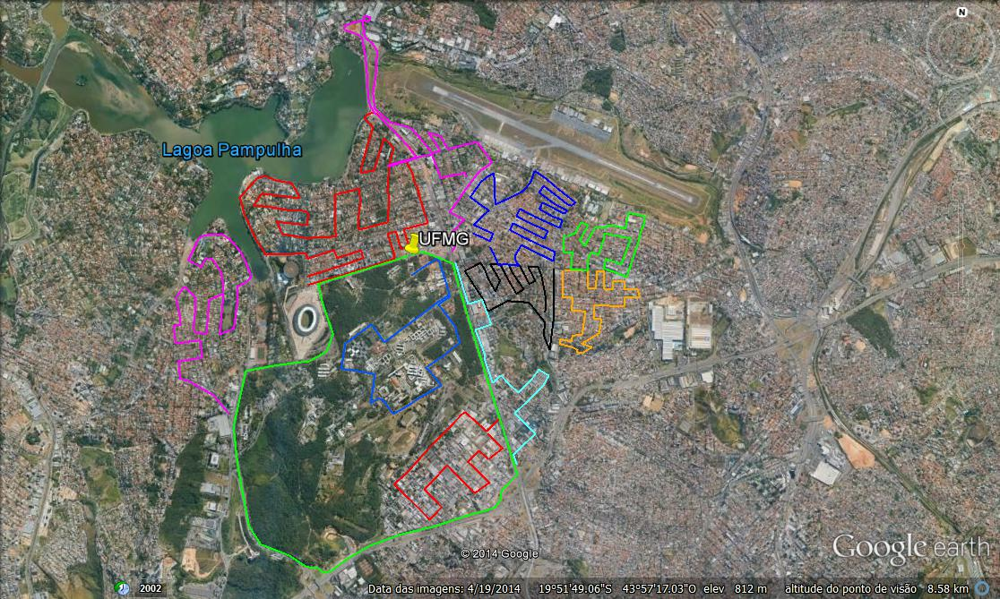 N
Lagoa Pampulha
UFMG
© 2014 Google
Google earth
2002
Data das imagens: 4/19/2014 19°51'49.06"S 43°57'17.03"O elev 812 m altitude do ponto de visão 8.58 km